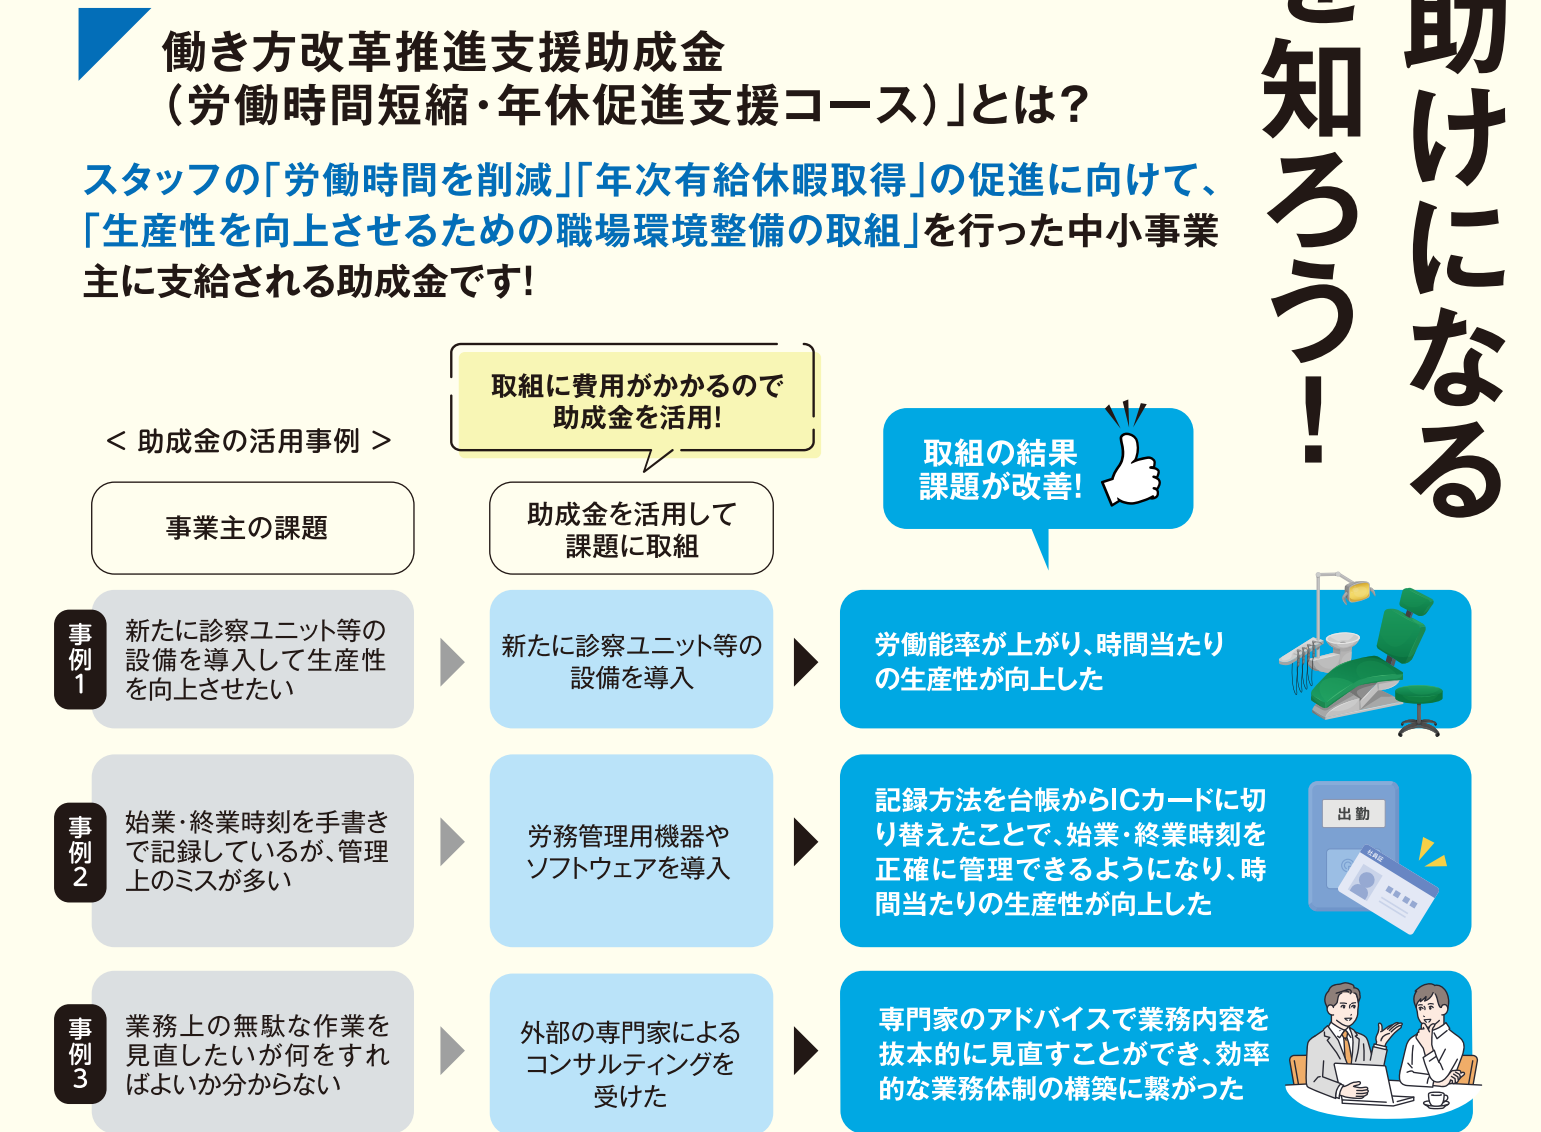 助けになる
を知ろう！
働き方改革推進支援助成金
（労働時間短縮・年休促進支援コース）」とは？
スタッフの「労働時間を削減」「年次有給休暇取得」の促進に向けて、
「生産性を向上させるための職場環境整備の取組」を行った中小事業
主に支給される助成金です！
取組に費用がかかるので
助成金を活用！
＜ 助成金の活用事例 ＞
取組の結果
課題が改善！
事業主の課題
助成金を活用して
課題に取組
事例1
新たに診察ユニット等の
設備を導入して生産性
を向上させたい
新たに診察ユニット等の
設備を導入
労働能率が上がり、時間当たり
の生産性が向上した
事例2
始業・終業時刻を手書き
で記録しているが、管理
上のミスが多い
労務管理用機器や
ソフトウェアを導入
記録方法を台帳からICカードに切
り替えたことで、始業・終業時刻を
正確に管理できるようになり、時
間当たりの生産性が向上した
出勤
社員証
事例3
業務上の無駄な作業を
見直したいが何をすれ
ばよいか分からない
外部の専門家による
コンサルティングを
受けた
専門家のアドバイスで業務内容を
抜本的に見直すことができ、効率
的な業務体制の構築に繋がった